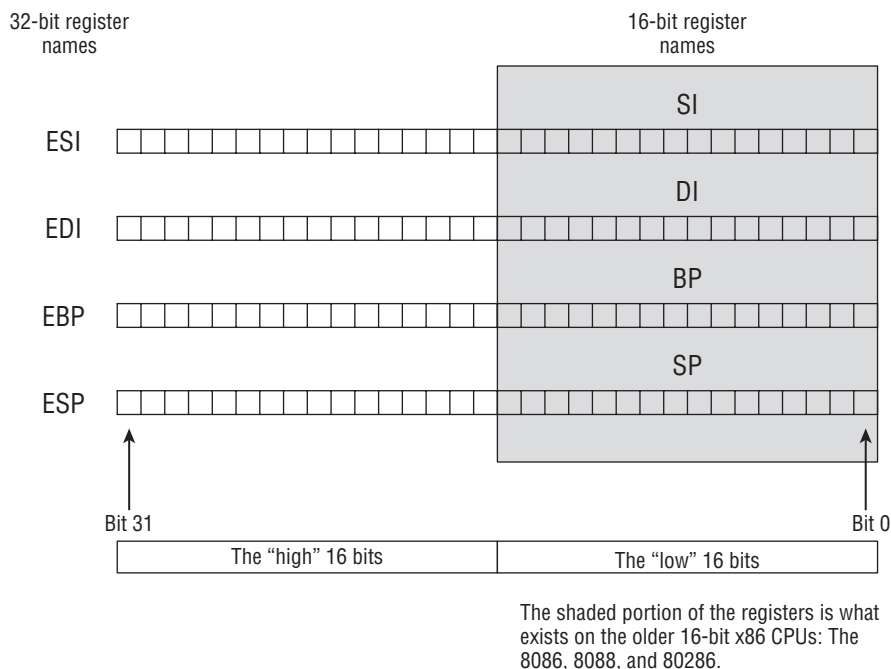 32-bit register
names
16-bit register
names
SI
ESI
DI
EDI
BP
EBP
SP
ESP
Bit 31
Bit 0
The “high” 16 bits
The “low” 16 bits
The shaded portion of the registers is what
exists on the older 16-bit x86 CPUs: The
8086, 8088, and 80286.